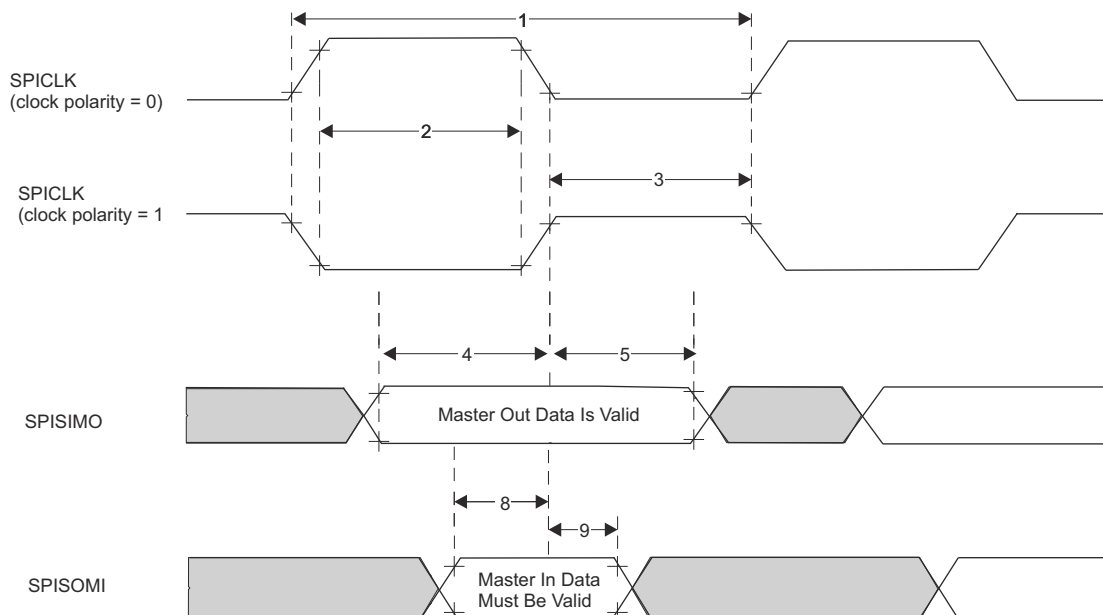 1
SPICLK
(clock polarity = 0)
2
3
SPICLK
(clock polarity = 1
4
5
SPISIMO
Master Out Data Is Valid
8
9
SPISOMI
Master In Data
Must Be Valid